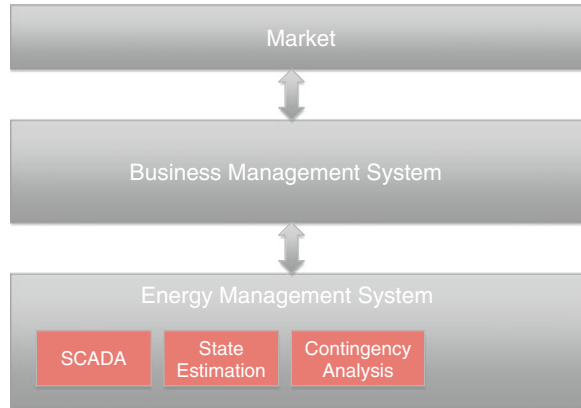 Market
Business Management System
Energy Management System
SCADA
State
Estimation
Contingency
Analysis